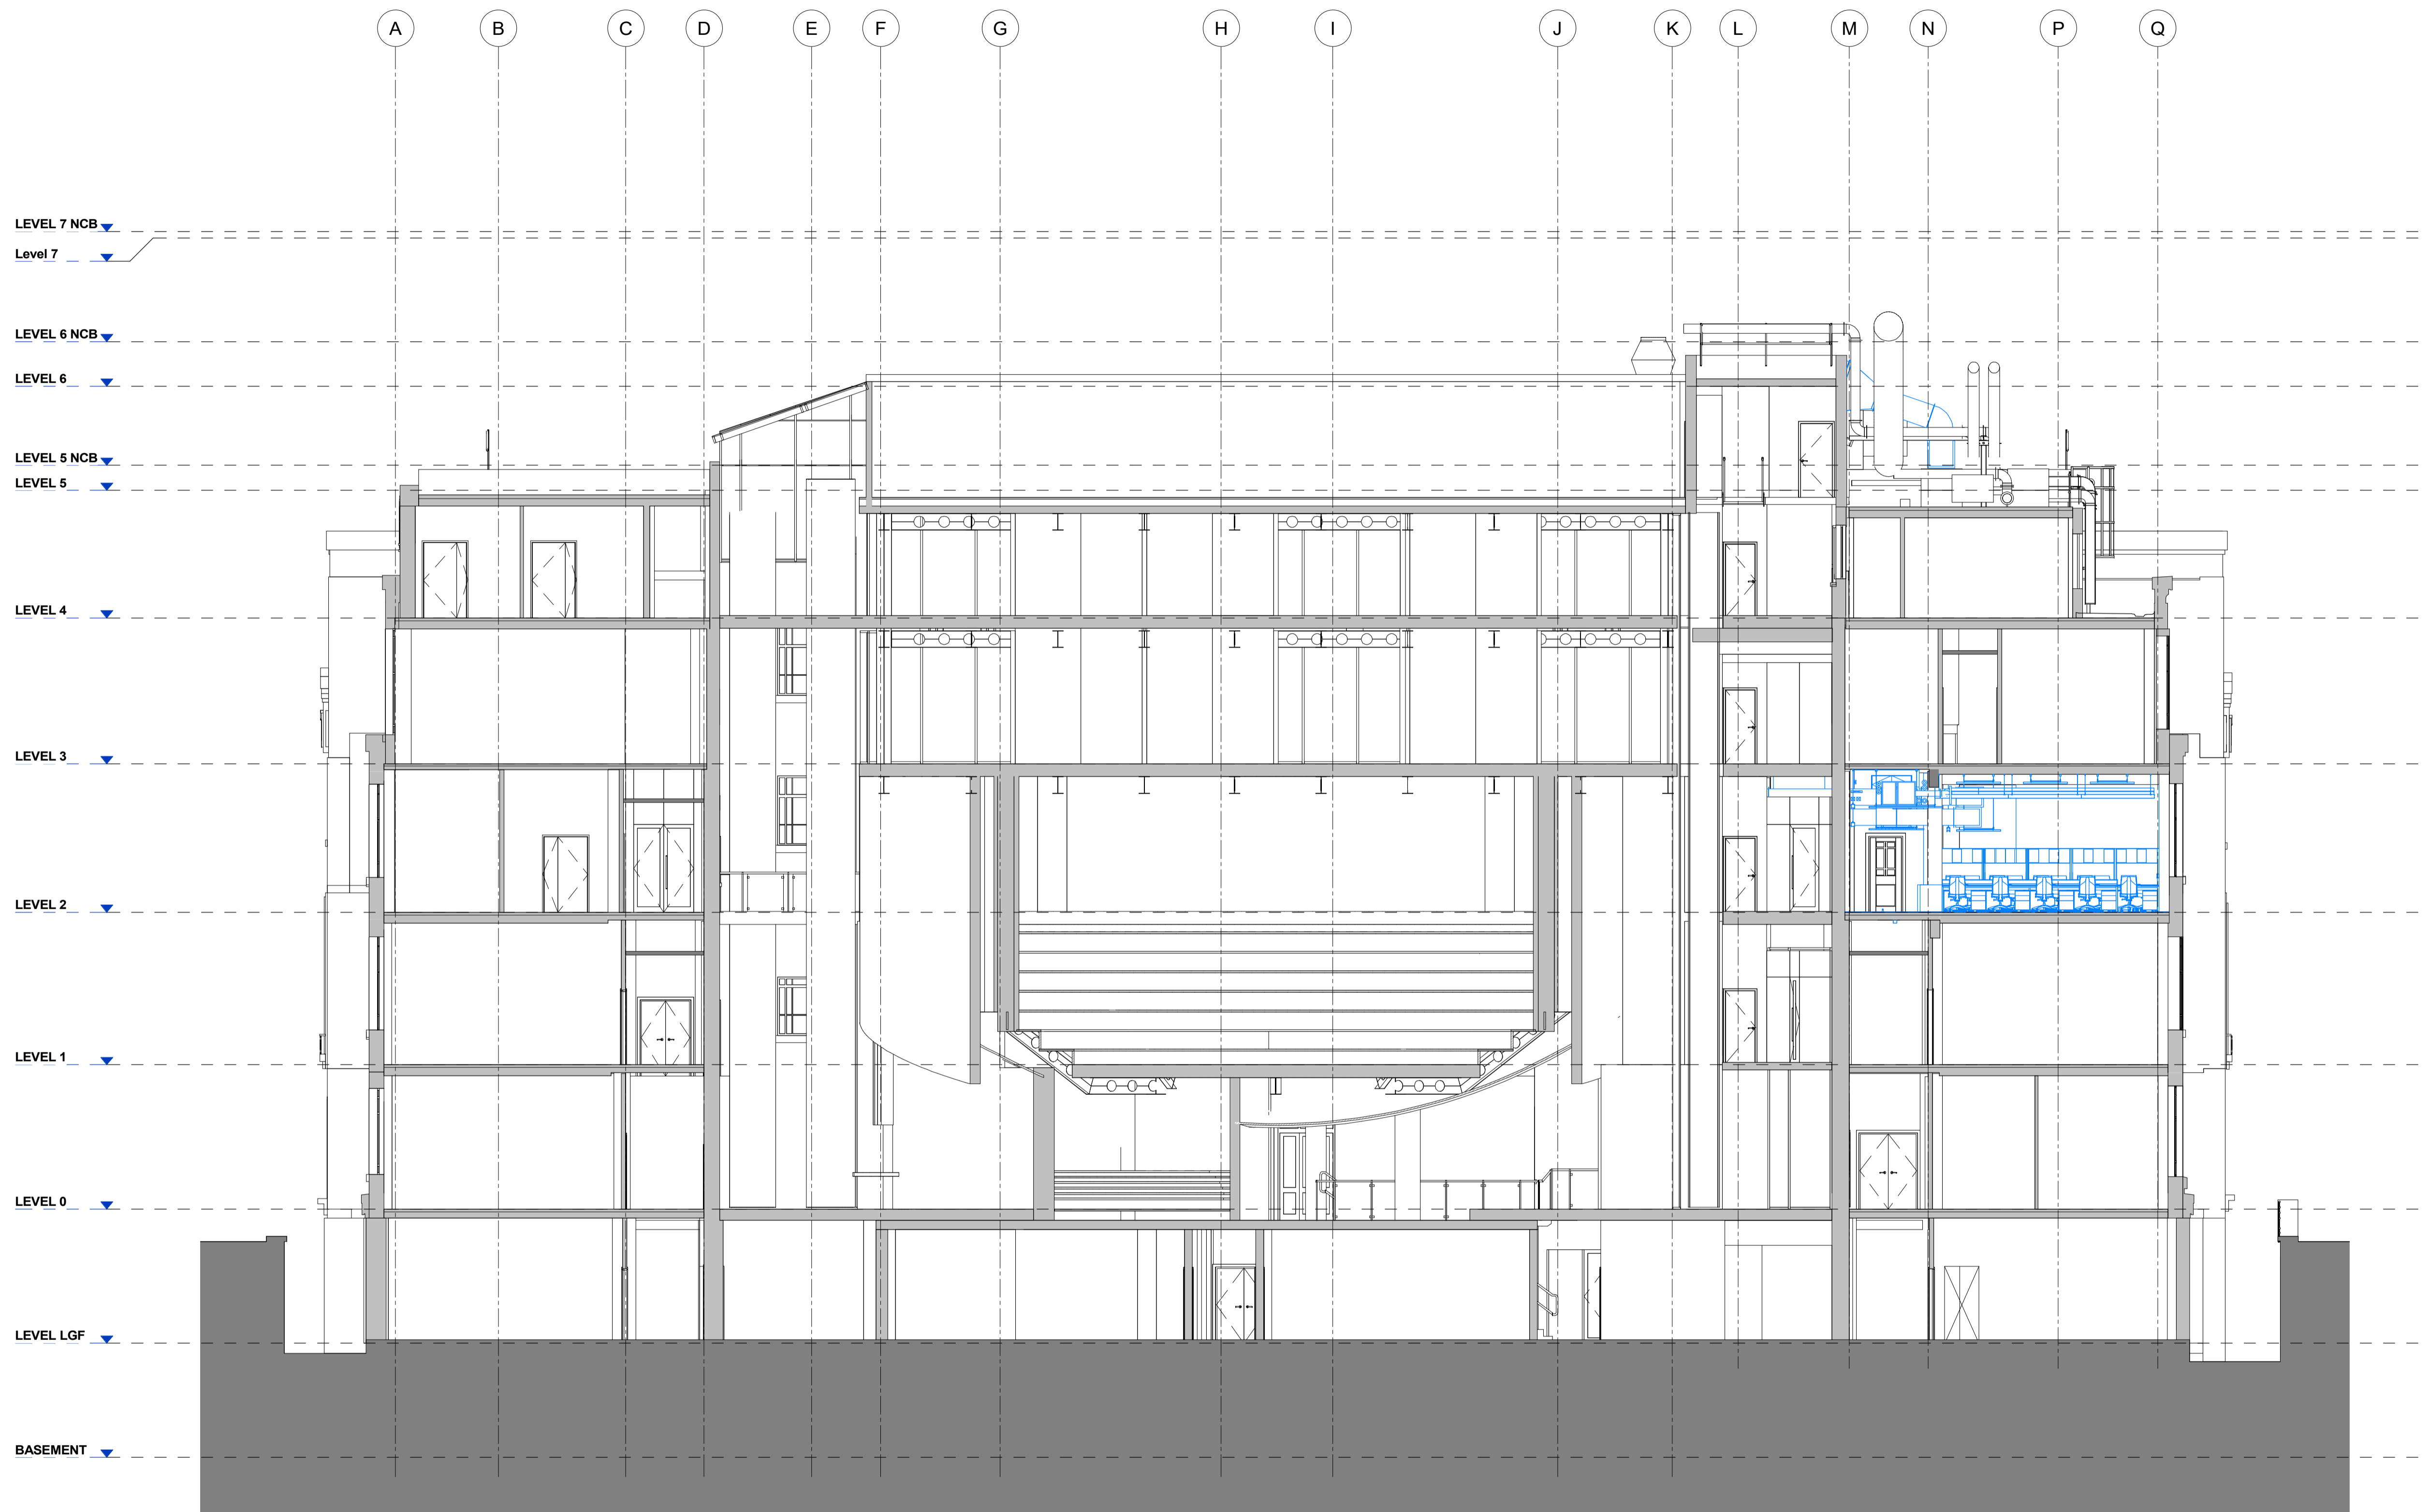 A B C D E F G H I J K L M N P Q
LEVEL 7 NCB
Level 7
LEVEL 6 NCB
LEVEL 6
LEVEL 5 NCB
LEVEL 5
LEVEL 4
LEVEL 3
LEVEL 2
LEVEL 1
LEVEL 0
LEVEL LGF
BASEMENT